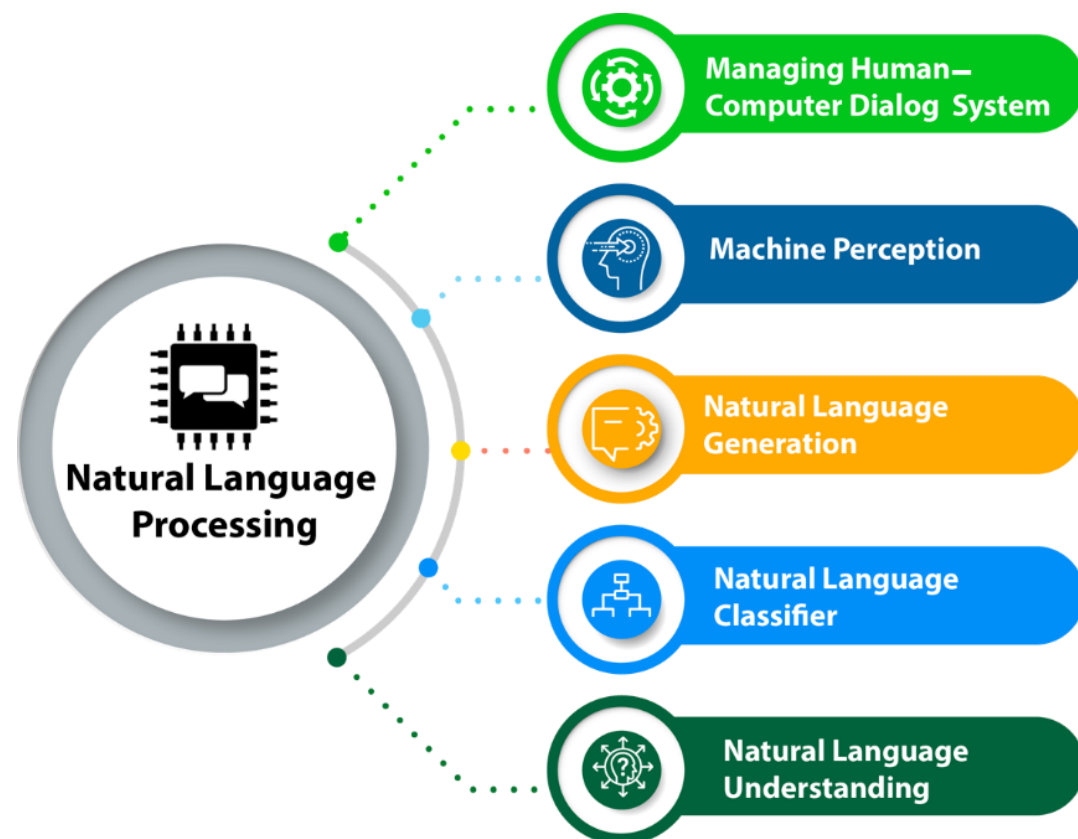 Natural Language
Processing
Managing Human–
Computer Dialog System
Machine Perception
Natural Language
Generation
Natural Language
Classifier
Natural Language
Understanding